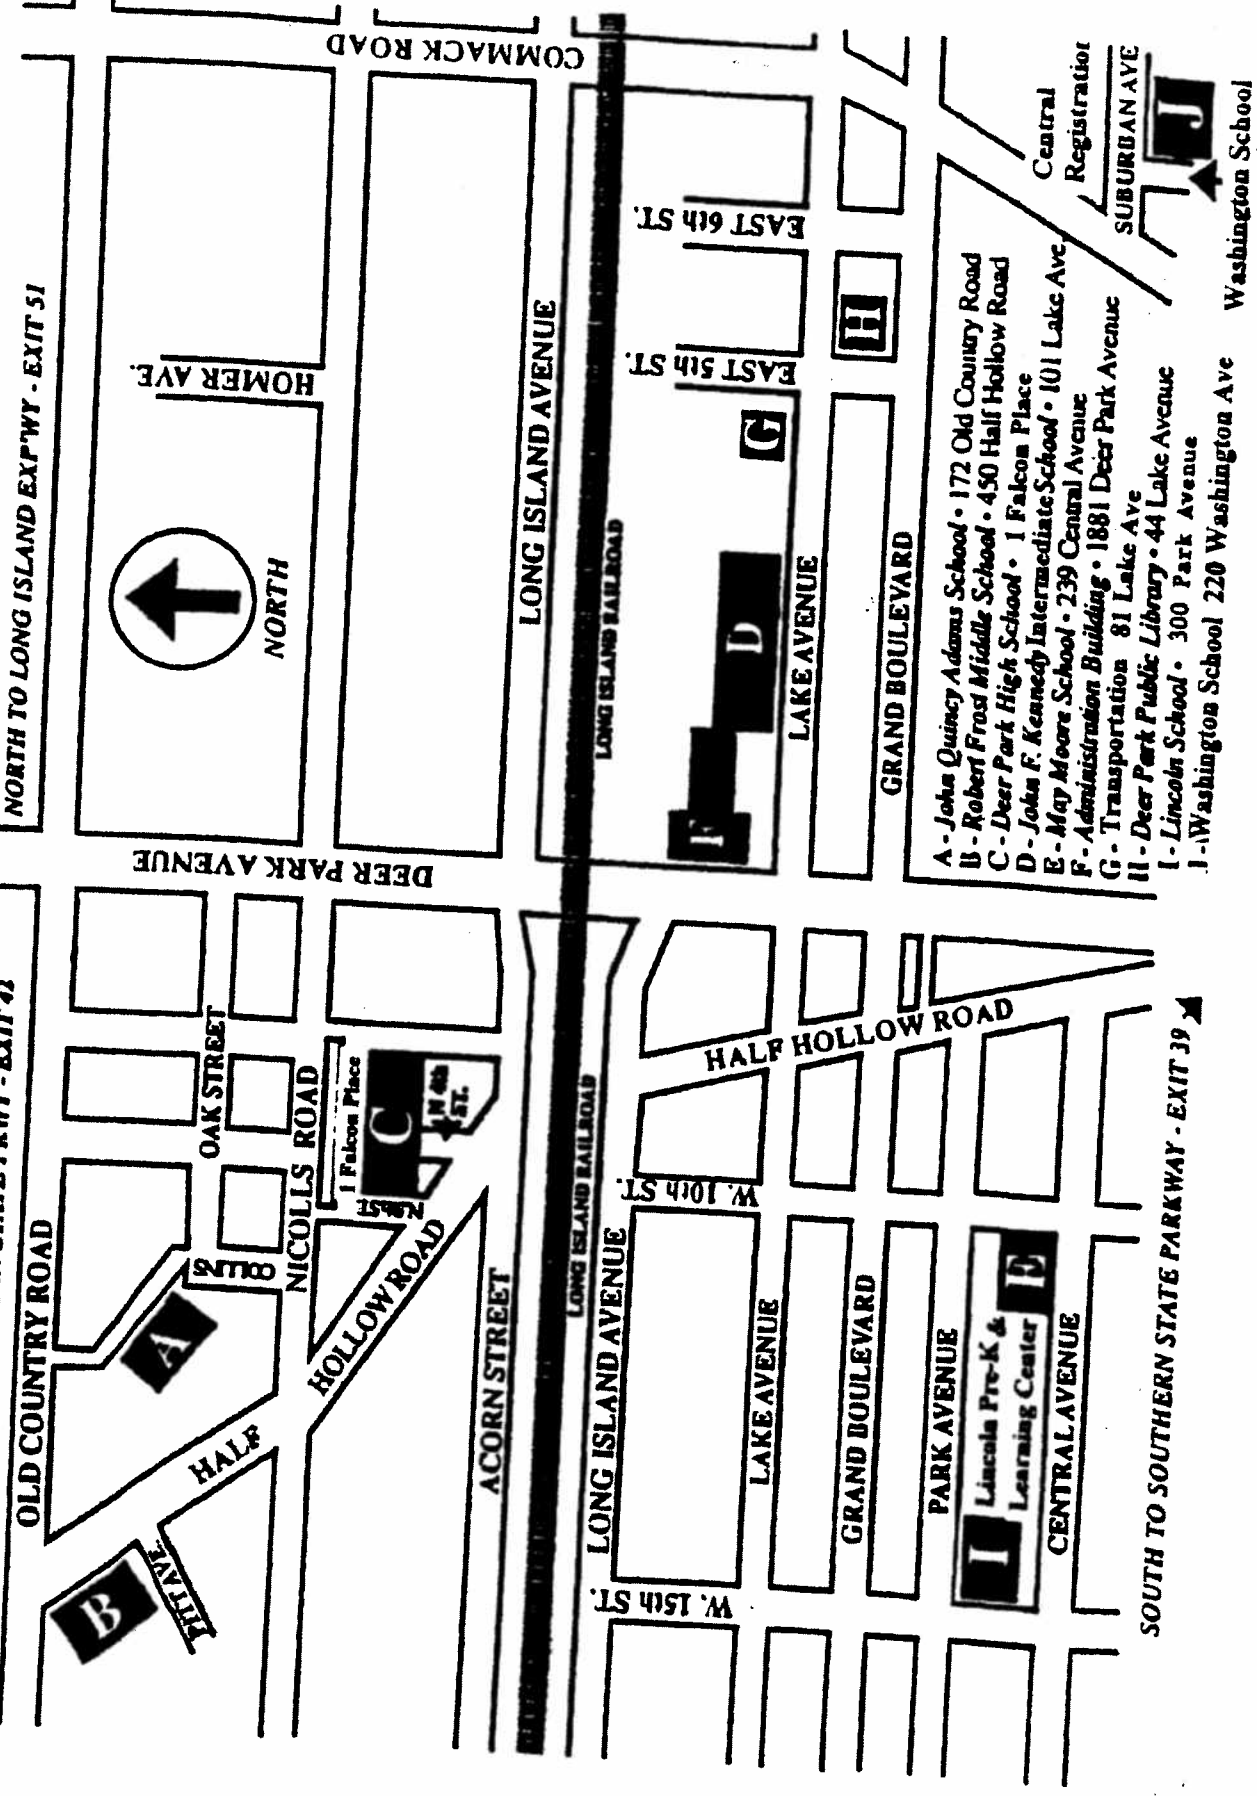 NORTH TO LONG ISLAND EXP'WY - EXIT 51
OLD COUNTRY ROAD
PITT AVE.
B
A
HALF
HOLLOW ROAD
COLLINS
OAK STREET
NICOLLS ROAD
1 Falcon Place
C
N 4th
ST.
DEER PARK AVENUE
NORTH
HOMER AVE.
COMMACK ROAD
ACORN STREET
LONG ISLAND AVENUE
LONG ISLAND RAILROAD
LONG ISLAND RAILROAD
LONG ISLAND AVENUE
W. 15th ST.
W. 10th ST.
HALF HOLLOW ROAD
F
D
G
EAST 5th ST.
EAST 6th ST.
H
LAKE AVENUE
LAKE AVENUE
GRAND BOULEVARD
GRAND BOULEVARD
PARK AVENUE
I
Lincoln Pre-K &
Learning Center
E
CENTRAL AVENUE
SOUTH TO SOUTHERN STATE PARKWAY - EXIT 39
A - John Quincy Adams School • 172 Old Country Road
B - Robert Frost Middle School • 450 Half Hollow Road
C - Deer Park High School • 1 Falcon Place
D - John F. Kennedy Intermediate School • 101 Lake Ave.
E - May Moore School • 239 Central Avenue
F - Administration Building • 1881 Deer Park Avenue
G - Transportation 81 Lake Ave
H - Deer Park Public Library • 44 Lake Avenue
I - Lincoln School • 300 Park Avenue
J - Washington School 220 Washington Ave
Central
Registration
SUBURBAN AVE
J
Washington School